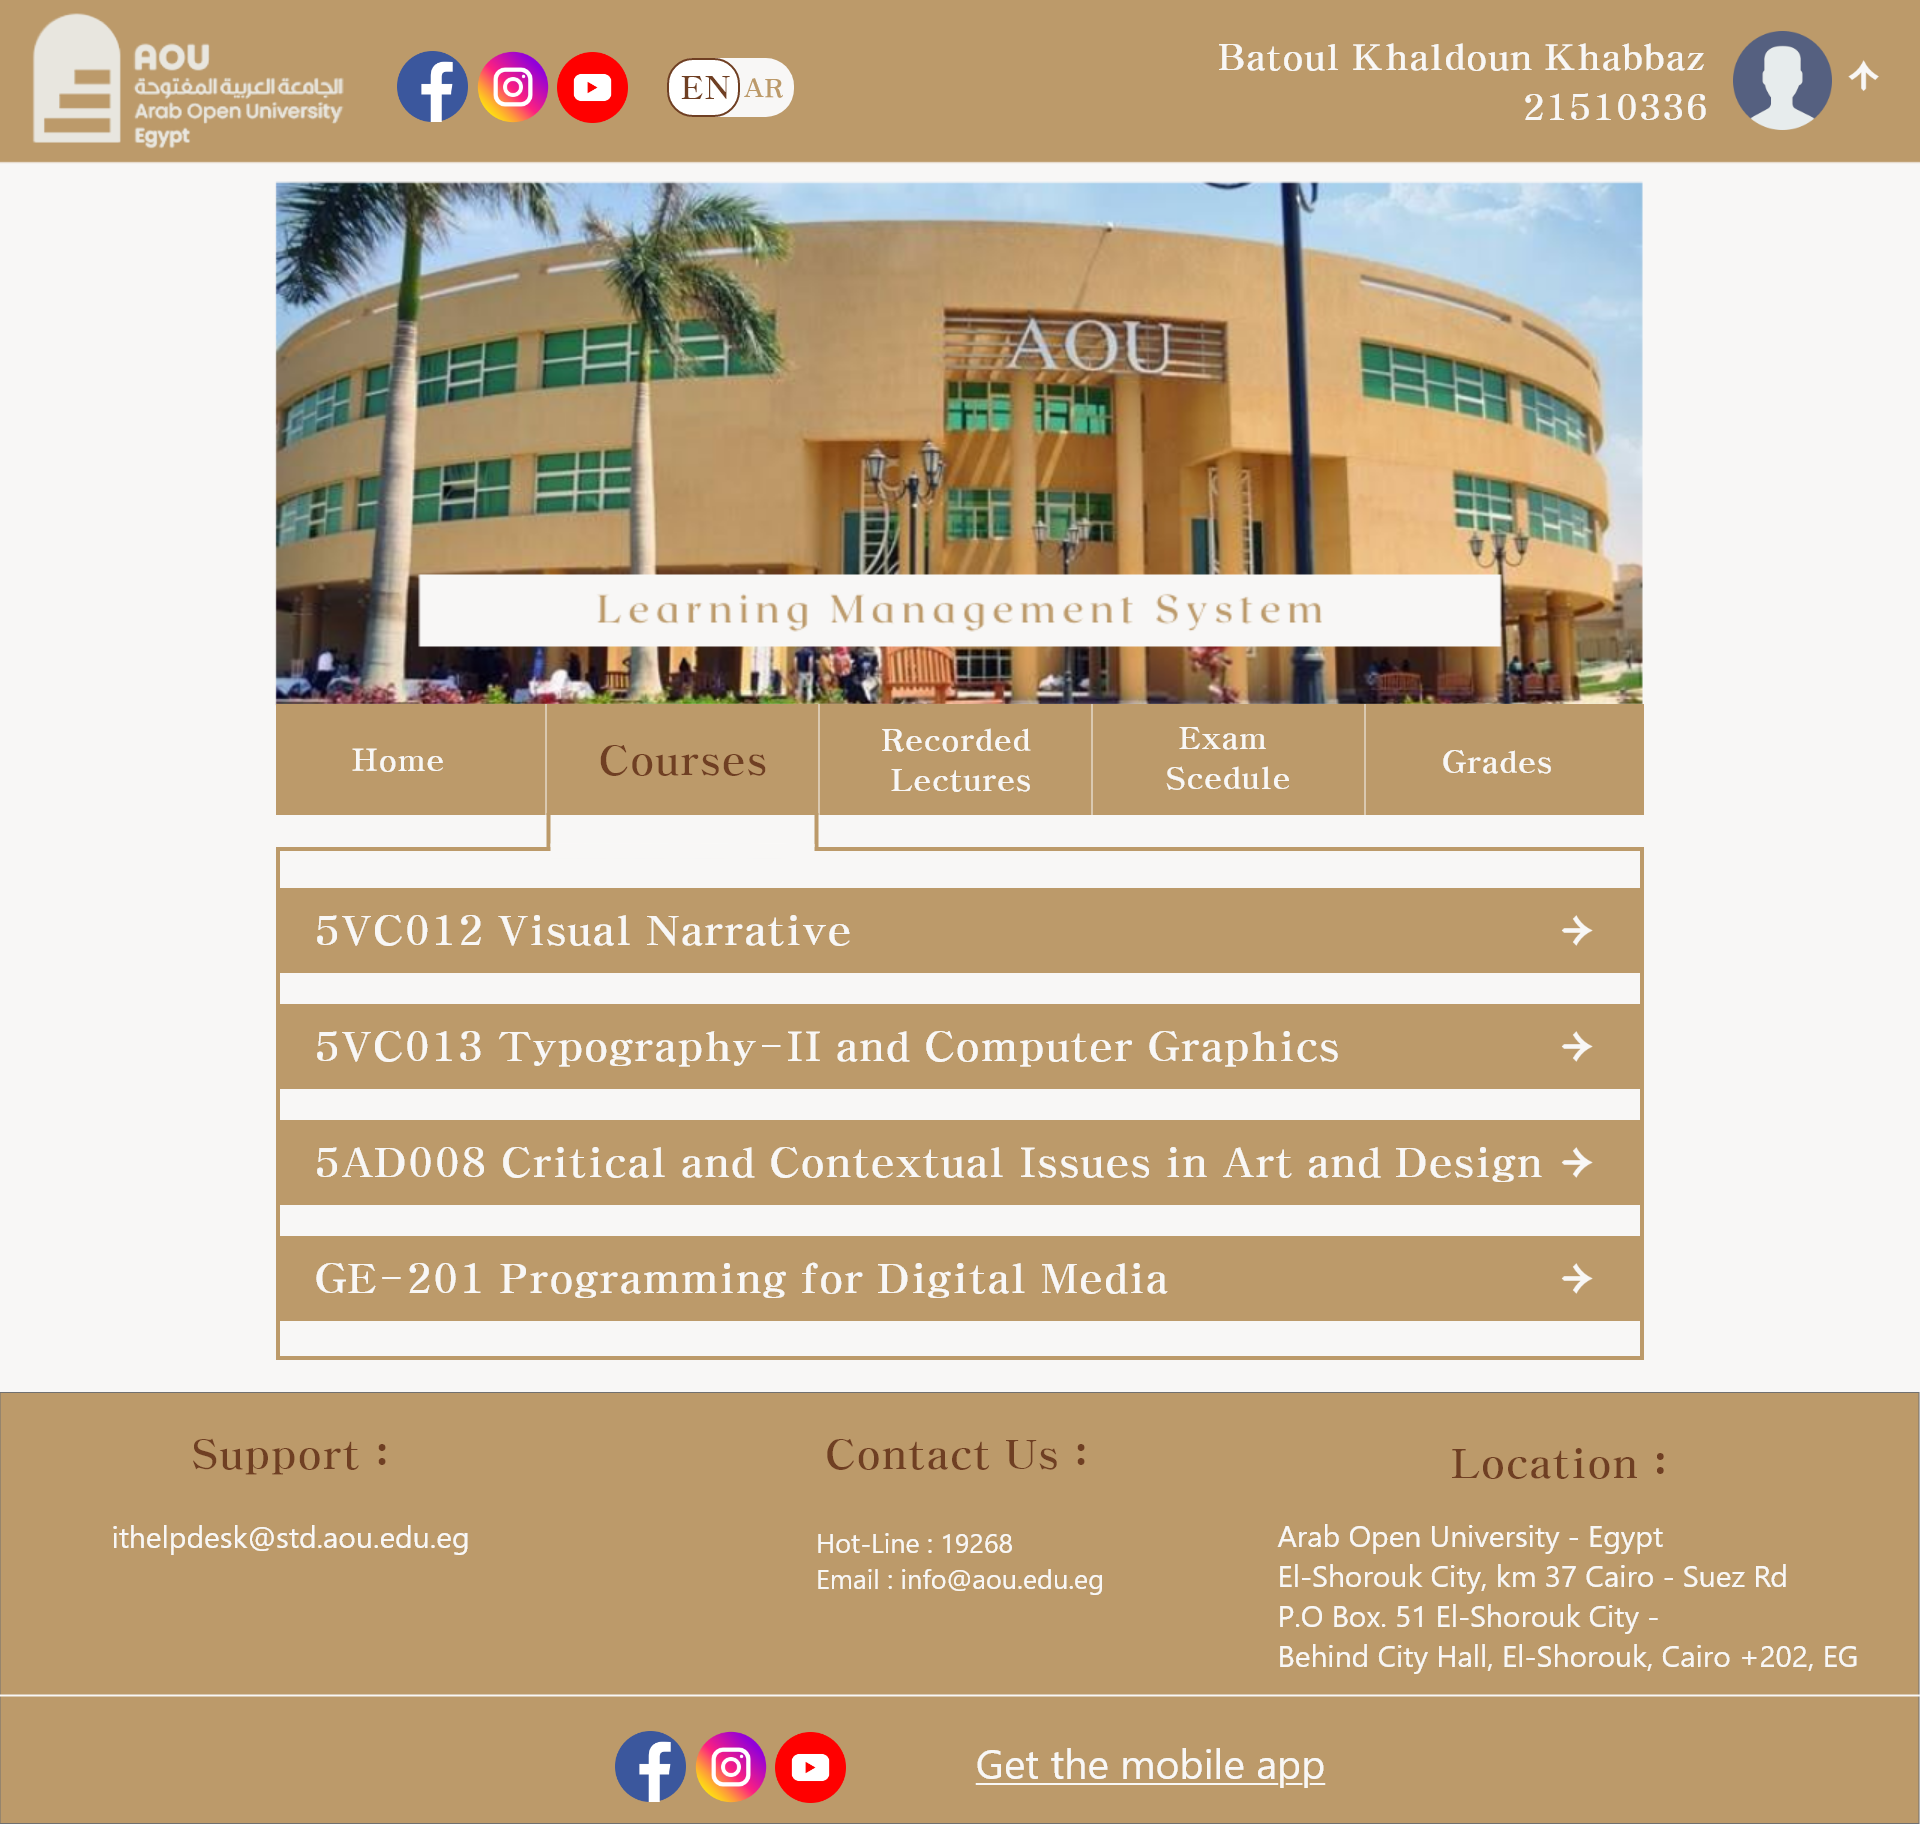 AOU
الجامعة العربية المفتوحة
Arab Open University
Egypt
EN AR
Batoul Khaldoun Khabbaz
21510336
AOU
Learning Management System
Home
Courses
Recorded
Lectures
Exam
Scedule
Grades
5VC012 Visual Narrative
5VC013 Typography-II and Computer Graphics
5AD008 Critical and Contextual Issues in Art and Design
GE-201 Programming for Digital Media
Support :
ithelpdesk@std.aou.edu.eg
Contact Us :
Hot-Line : 19268
Email : info@aou.edu.eg
Location :
Arab Open University - Egypt
El-Shorouk City, km 37 Cairo - Suez Rd
P.O Box. 51 El-Shorouk City -
Behind City Hall, El-Shorouk, Cairo +202, EG
Get the mobile app